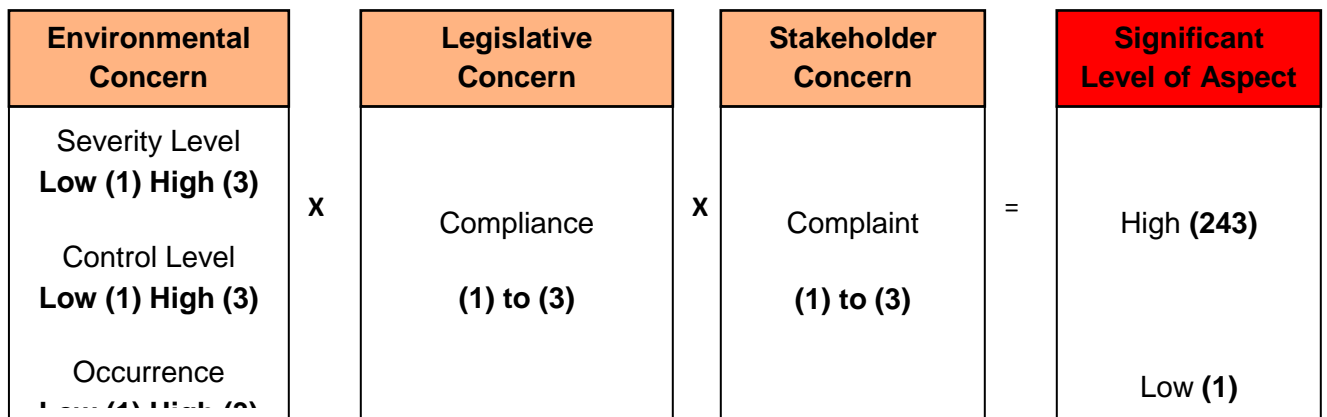 Environmental
Concern
Severity Level
Low (1) High (3)
Control Level
Low (1) High (3)
Occurrence
X
Legislative
Concern
Compliance
(1) to (3)
X
Stakeholder
Concern
Complaint
(1) to (3)
=
Significant
Level of Aspect
High (243)
Low (1)